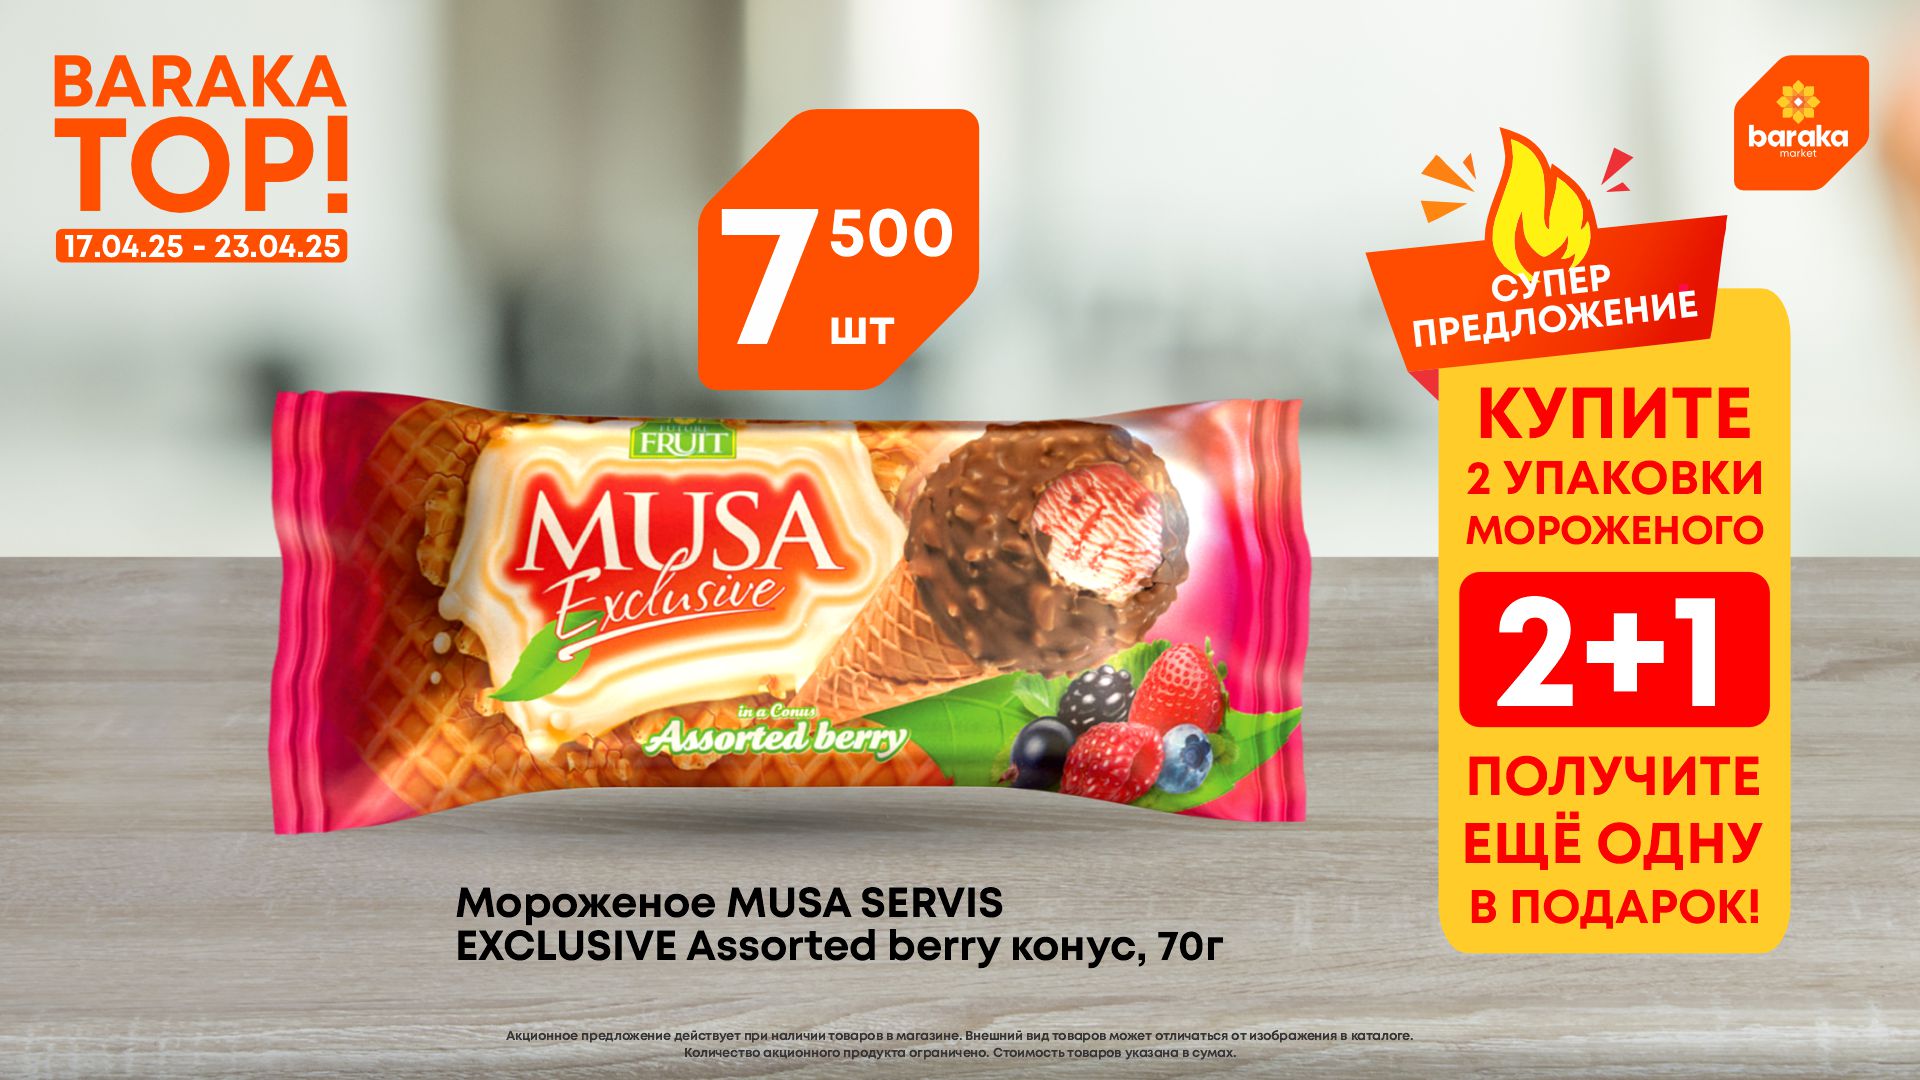 BARAKA
TOP!
17.04.25 - 23.04.25
7 500
шт
baraka
market
СУПЕР
ПРЕДЛОЖЕНИЕ
КУПИТЕ
2 УПАКОВКИ
МОРОЖЕНОГО
2+1
ПОЛУЧИТЕ
ЕЩЁ ОДНУ
В ПОДАРОК!
FUTURE
FRUIT
MUSA
Exclusive
in a Conus
Assorted berry
Мороженое MUSA SERVIS
EXCLUSIVE Assorted berry конус, 70г
Акционное предложение действует при наличии товаров в магазине. Внешний вид товаров может отличаться от изображения в каталоге.
Количество акционного продукта ограничено. Стоимость товаров указана в сумах.